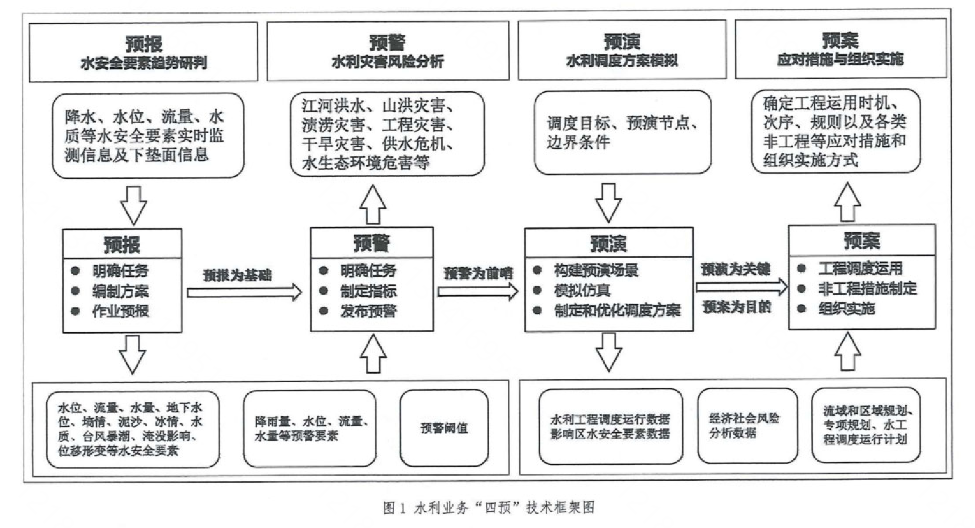 预报
水安全要素趋势研判
预警
水利灾害风险分析
预演
水利调度方案模拟
预案
应对措施与组织实施
降水、水位、流量、水
质等水安全要素实时监
测信息及下垫面信息
江河洪水、山洪灾害、
渍涝灾害、工程灾害、
干旱灾害、供水危机、
水生态环境危害等
调度目标、预演节点、
边界条件
确定工程运用时机、
次序、规则以及各类
非工程等应对措施和
组织实施方式
预报
● 明确任务
● 编制方案
● 作业预报
预报为基础
预警
● 明确任务
● 制定指标
● 发布预警
预警为前哨
预演
● 构建预演场景
● 模拟仿真
● 制定和优化调度方案
预演为关键
预案为目的
预案
● 工程调度运用
● 非工程措施制定
● 组织实施
水位、流量、水量、地下水
位、墒情、泥沙、冰情、水
质、台风暴潮、淹没影响、
位移形变等水安全要素
降雨量、水位、流量、
水量等预警要素
预警阈值
水利工程调度运行数据
影响区水安全要素数据
经济社会风险
分析数据
流域和区域规划、
专项规划、水工
程调度运行计划
图1 水利业务“四预”技术框架图